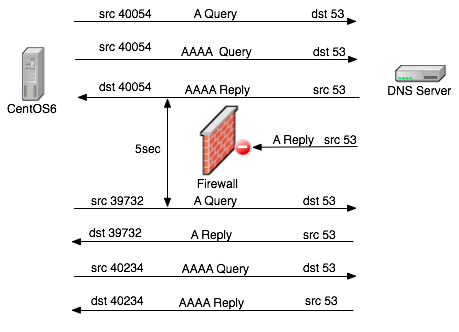 src 40054 A Query dst 53
src 40054 AAAA Query dst 53
dst 40054 AAAA Reply src 53
CentOS6
DNS Server
A Reply src 53
5sec
Firewall
src 39732 A Query dst 53
dst 39732 A Reply src 53
src 40234 AAAA Query dst 53
dst 40234 AAAA Reply src 53